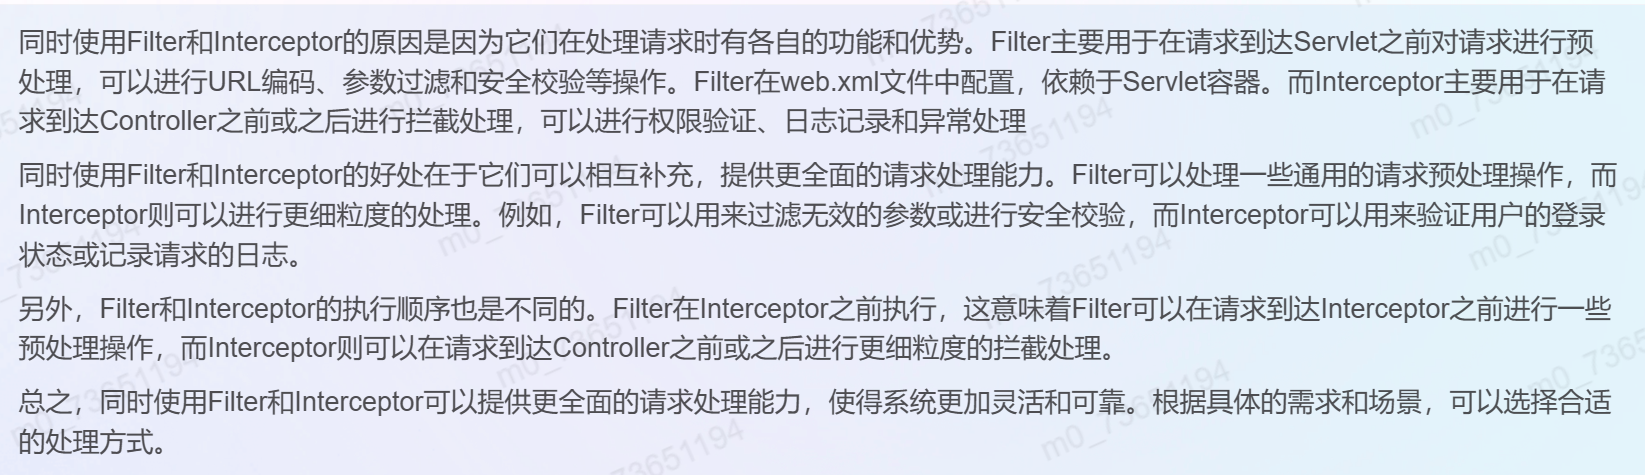 同时使用Filter和Interceptor的原因是因为它们在处理请求时有各自的功能和优势。Filter主要用于在请求到达Servlet之前对请求进行预
处理，可以进行URL编码、参数过滤和安全校验等操作。Filter在web.xml文件中配置，依赖于Servlet容器。而Interceptor主要用于在请
求到达Controller之前或之后进行拦截处理，可以进行权限验证、日志记录和异常处理
同时使用Filter和Interceptor的好处在于它们可以相互补充，提供更全面的请求处理能力。Filter可以处理一些通用的请求预处理操作，而
Interceptor则可以进行更细粒度的处理。例如，Filter可以用来过滤无效的参数或进行安全校验，而Interceptor可以用来验证用户的登录
状态或记录请求的日志。
另外，Filter和Interceptor的执行顺序也是不同的。Filter在Interceptor之前执行，这意味着Filter可以在请求到达Interceptor之前进行一些
预处理操作，而Interceptor则可以在请求到达Controller之前或之后进行更细粒度的拦截处理。
总之，同时使用Filter和Interceptor可以提供更全面的请求处理能力，使得系统更加灵活和可靠。根据具体的需求和场景，可以选择合适
的处理方式。
m0_73651194